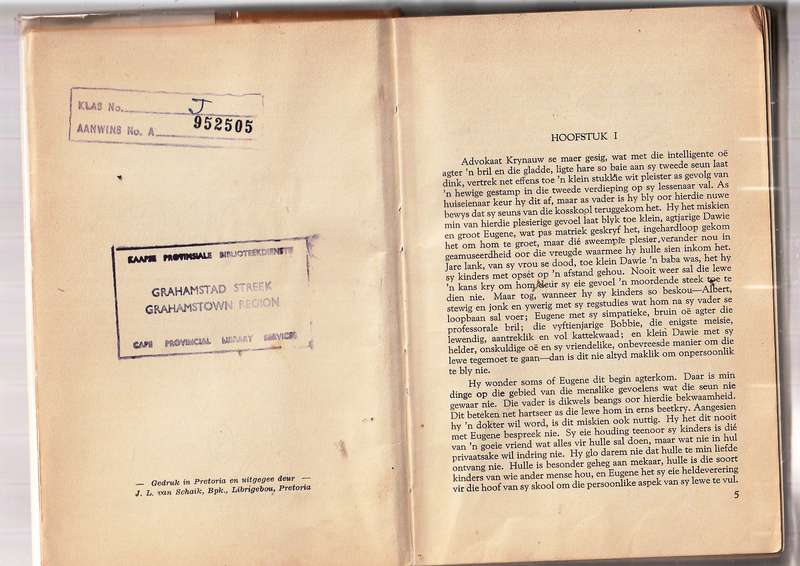 KLAS No. J
AANWINS No. A 952505
KAAPSE PROVINSIALE BIBLIOTEEKDIENSTE
GRAHAMSTAD STREEK
GRAHAMSTOWN REGION
CAPE PROVINCIAL LIBRARY SERVICES
— Gedruk in Pretoria en uitgegee deur —
J. L. van Schaik, Bpk., Librigebou, Pretoria
HOOFSTUK I
Advokaat Krynauw se maer gesig, wat met die intelligente oë
agter 'n bril en die gladde, ligte hare so baie aan sy tweede seun laat
dink, vertrek net effens toe 'n klein stukkie wit pleister as gevolg van
'n hewige gestamp in die tweede verdieping op sy lessenaar val. As
huiseienaar keur hy dit af, maar as vader is hy bly oor hierdie nuwe
bewys dat sy seuns van die kosskool teruggekom het. Hy het miskien
min van hierdie plesierige gevoel laat blyk toe klein, agtjarige Dawie
en groot Eugene, wat pas matriek geskryf het, ingehardloop gekom
het om hom te groet, maar dié sweempie plesier, verander nou in
geamuseerdheid oor die vreugde waarmee hy hulle sien inkom het.
Jare lank, van sy vrou se dood, toe klein Dawie 'n baba was, het hy
sy kinders met opsét op 'n afstand gehou. Nooit weer sal die lewe
'n kans kry om hom deur sy eie gevoel 'n moordende steek toe te
dien nie. Maar tog, wanneer hy sy kinders so beskou—Albert,
stewig en jonk en ywerig met sy regstudies wat hom na sy vader se
loopbaan sal voer; Eugene met sy simpatieke, bruin oë agter die
professorale bril; die vyftienjarige Bobbie, die enigste meisie,
lewendig, aantreklik en vol kattekwaad; en klein Dawie met sy
helder, onskuldige oë en sy vriendelike, onbevreesde manier om die
lewe tegemoet te gaan—dan is dit nie altyd maklik om onpersoonlik
te bly nie.
Hy wonder soms of Eugene dit begin agterkom. Daar is min
dinge op die gebied van die menslike gevoelens wat die seun nie
gewaar nie. Die vader is dikwels beangs oor hierdie bekwaamheid.
Dit beteken net hartseer as die lewe hom in erns beetkry. Aangesien
hy 'n dokter wil word, is dit miskien ook nuttig. Hy het dit nooit
met Eugene bespreek nie. Sy eie houding teenoor sy kinders is dié
van 'n goeie vriend wat alles vir hulle sal doen, maar wat nie in hul
privaatsake wil indring nie. Hy glo darem nie dat hulle te min liefde
ontvang nie. Hulle is besonder geheg aan mekaar, hulle is die soort
kinders van wie ander mense hou, en Eugene het sy eie heldeverering
vir die hoof van sy skool om die persoonlike aspek van sy lewe te vul.
5